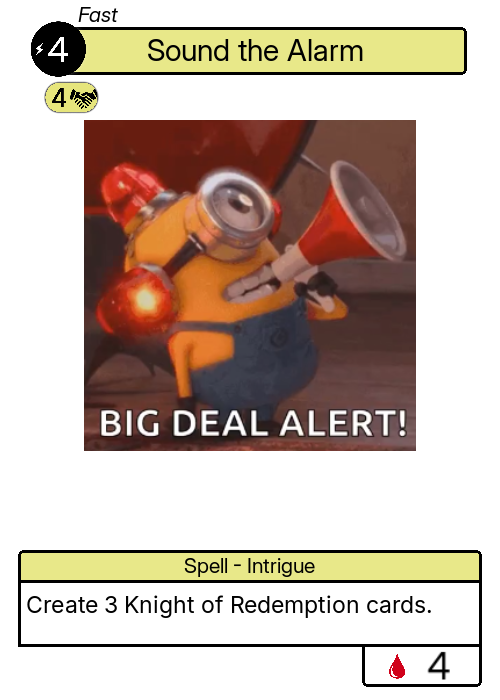 Fast
4
Sound the Alarm
4
BIG DEAL ALERT!
Spell - Intrigue
Create 3 Knight of Redemption cards.
4